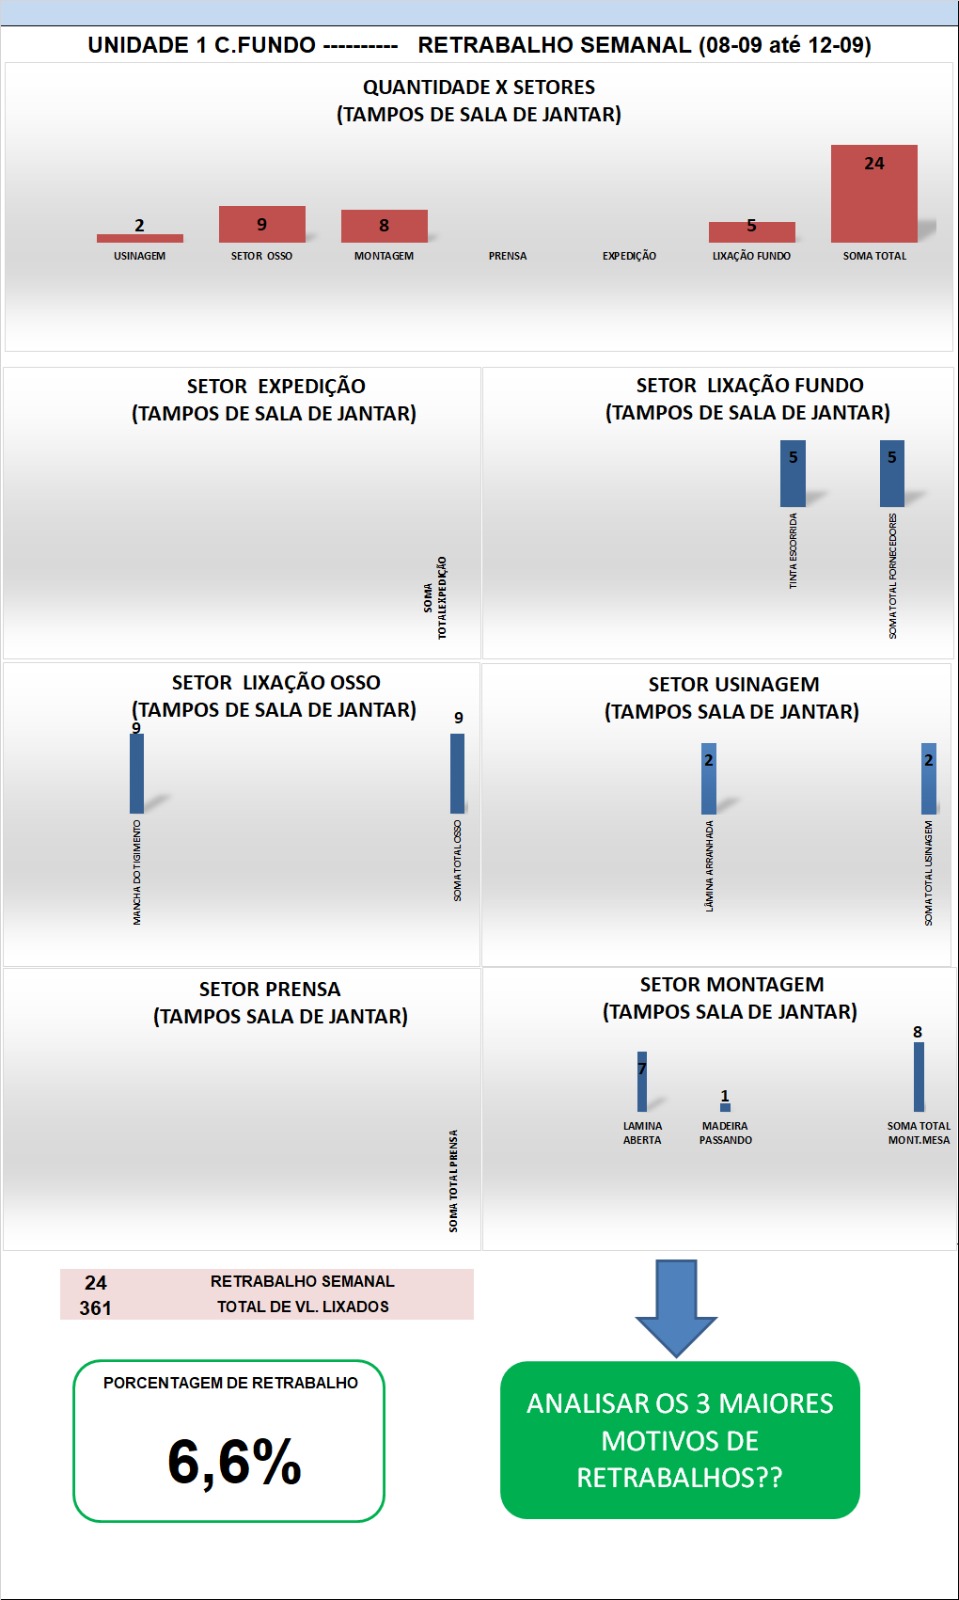 UNIDADE 1 C.FUNDO ---------- RETRABALHO SEMANAL (08-09 até 12-09)
QUANTIDADE X SETORES
(TAMPOS DE SALA DE JANTAR)
2
9
8
5
24
USINAGEM
SETOR OSSO
MONTAGEM
PRENSA
EXPEDIÇÃO
LIXAÇÃO FUNDO
SOMA TOTAL
SETOR EXPEDIÇÃO
(TAMPOS DE SALA DE JANTAR)
SOMA
TOTALEXPEDIÇÃO
SETOR LIXAÇÃO FUNDO
(TAMPOS DE SALA DE JANTAR)
5
5
TINTA ESCORRIDA
SOMA TOTAL FORNECEDORES
SETOR LIXAÇÃO OSSO
(TAMPOS DE SALA DE JANTAR)
9
9
MANCHA DO TIGIMENTO
SOMA TOTAL OSSO
SETOR USINAGEM
(TAMPOS SALA DE JANTAR)
2
2
LÂMINA ARRANHADA
SOMA TOTAL USINAGEM
SETOR PRENSA
(TAMPOS SALA DE JANTAR)
SOMA TOTAL PRENSA
SETOR MONTAGEM
(TAMPOS SALA DE JANTAR)
7
1
8
LAMINA
ABERTA
MADEIRA
PASSANDO
SOMA TOTAL
MONT.MESA
24 RETRABALHO SEMANAL
361 TOTAL DE VL. LIXADOS
PORCENTAGEM DE RETRABALHO
6,6%
ANALISAR OS 3 MAIORES
MOTIVOS DE
RETRABALHOS??